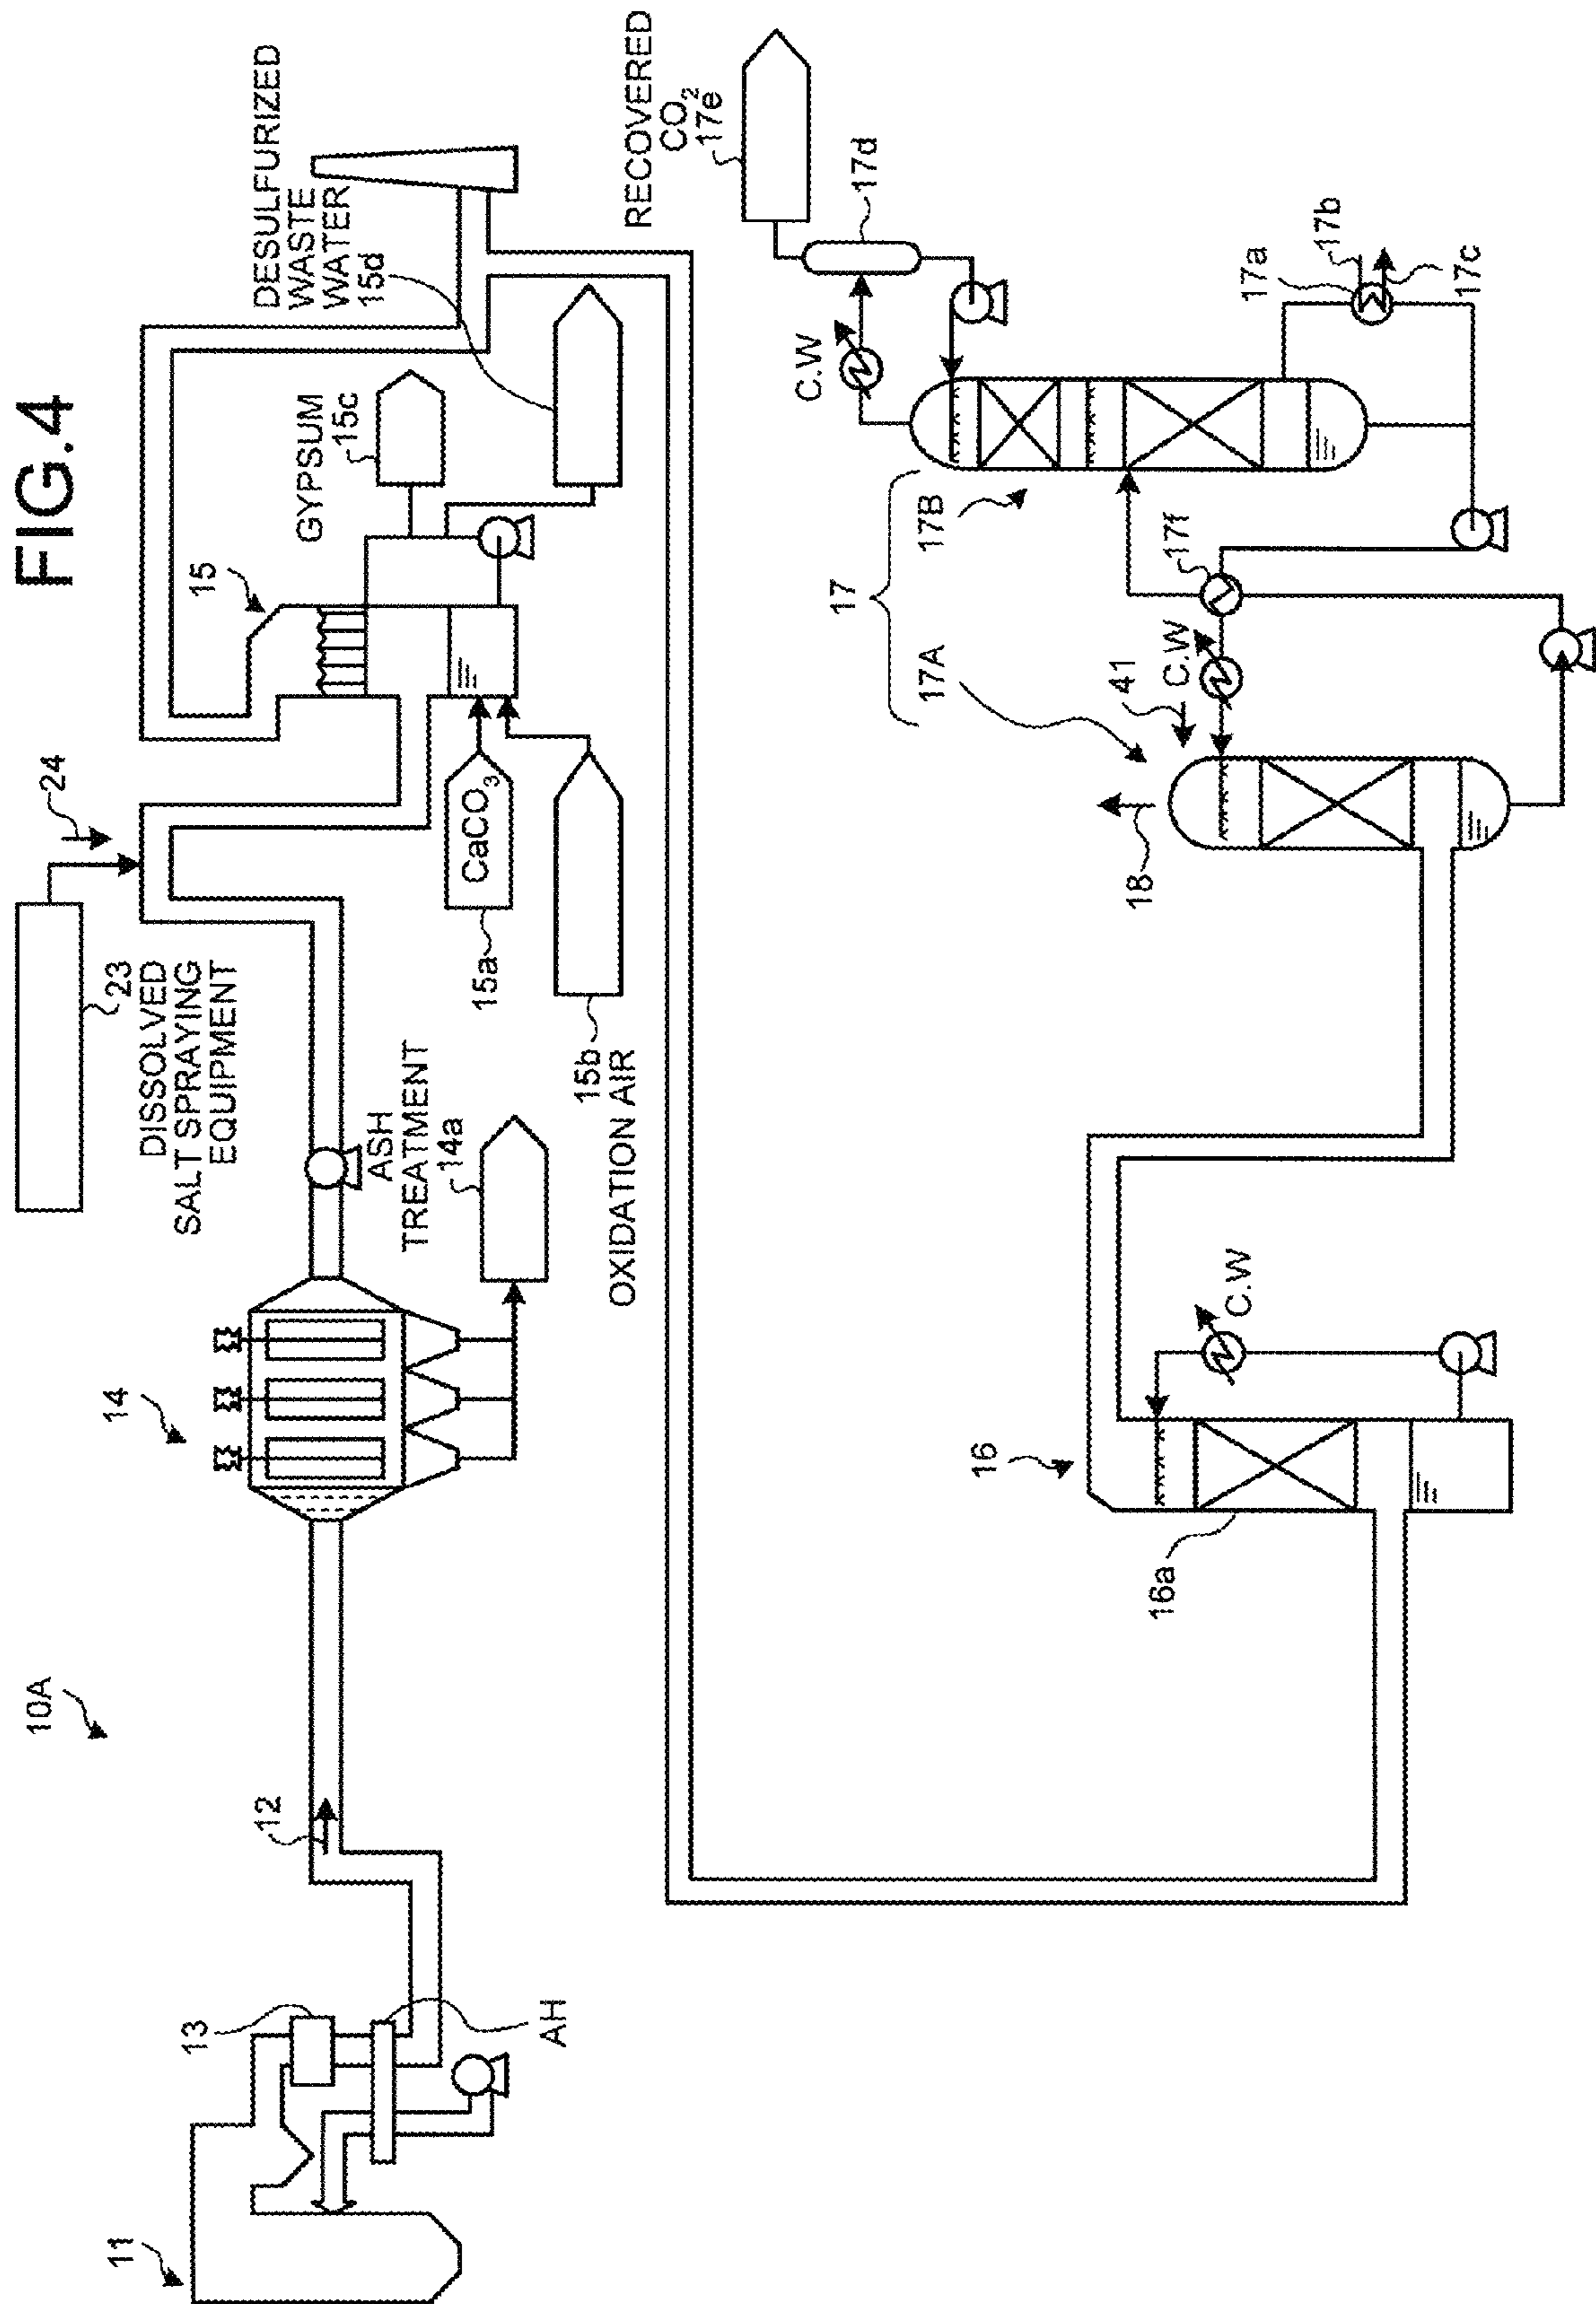 FIG.4
10A
11
13
AH
12
14
ASH
TREATMENT
14a
23
DISSOLVED
SALT SPRAYING
EQUIPMENT
24
15
CaCO3
15a
15b
OXIDATION AIR
GYPSUM
15c
DESULFURIZED
WASTE
WATER
15d
16
16a
C.W
17
17A
17B
18
41
C.W
17f
C.W
17a
17b
17c
17d
RECOVERED
CO2
17e